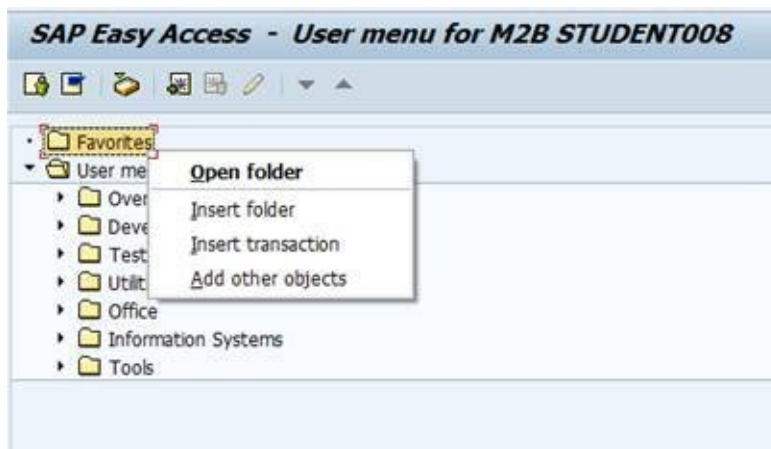 SAP Easy Access - User menu for M2B STUDENT008
Favorites
User me
Open folder
Over
Insert folder
Deve
Insert transaction
Test
Add other objects
Utilit
Office
Information Systems
Tools